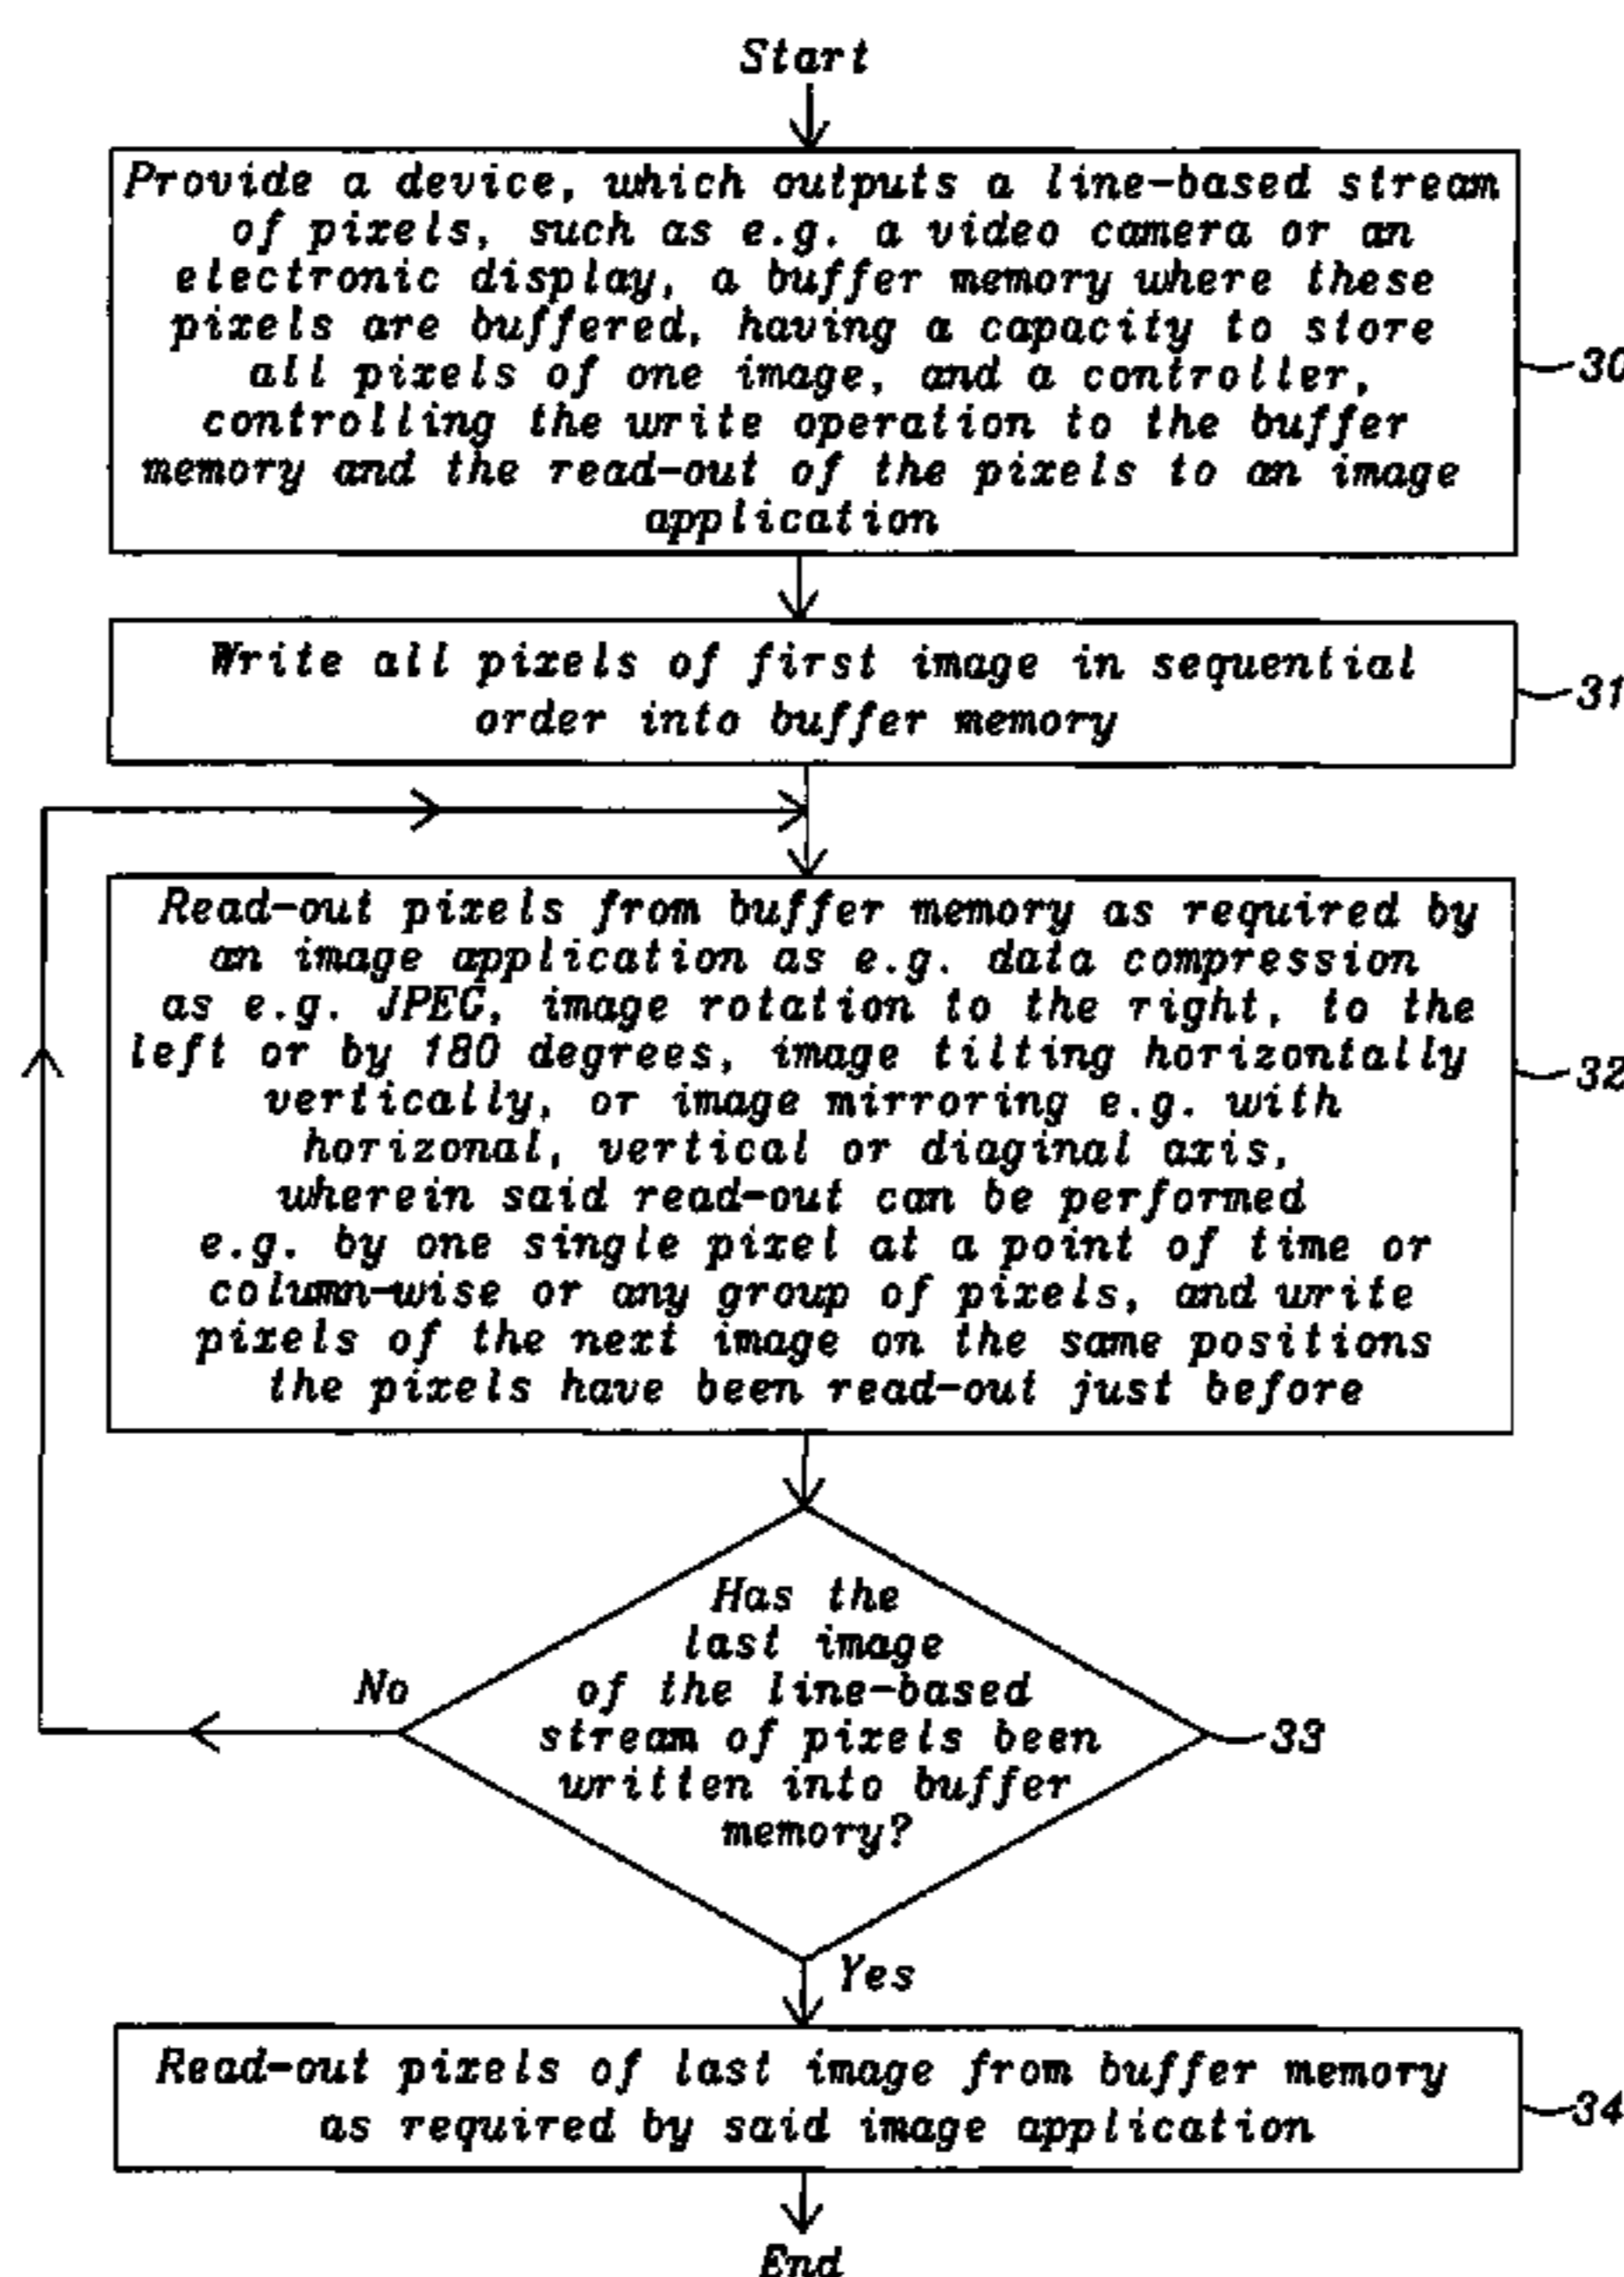 Start
Provide a device, which outputs a line-based stream
of pixels, such as e.g. a video camera or an
electronic display, a buffer memory where these
pixels are buffered, having a capacity to store
all pixels of one image, and a controller,
controlling the write operation to the buffer
memory and the read-out of the pixels to an image
application
30
Write all pixels of first image in sequential
order into buffer memory
31
Read-out pixels from buffer memory as required by
an image application as e.g. data compression
as e.g. JPEG, image rotation to the right, to the
left or by 180 degrees, image tilting horizontally
vertically, or image mirroring e.g. with
horizonal, vertical or diaginal axis,
wherein said read-out can be performed
e.g. by one single pixel at a point of time or
column-wise or any group of pixels, and write
pixels of the next image on the same positions
the pixels have been read-out just before
32
Has the
last image
of the line-based
stream of pixels been
written into buffer
memory?
No
33
Yes
Read-out pixels of last image from buffer memory
as required by said image application
34
End